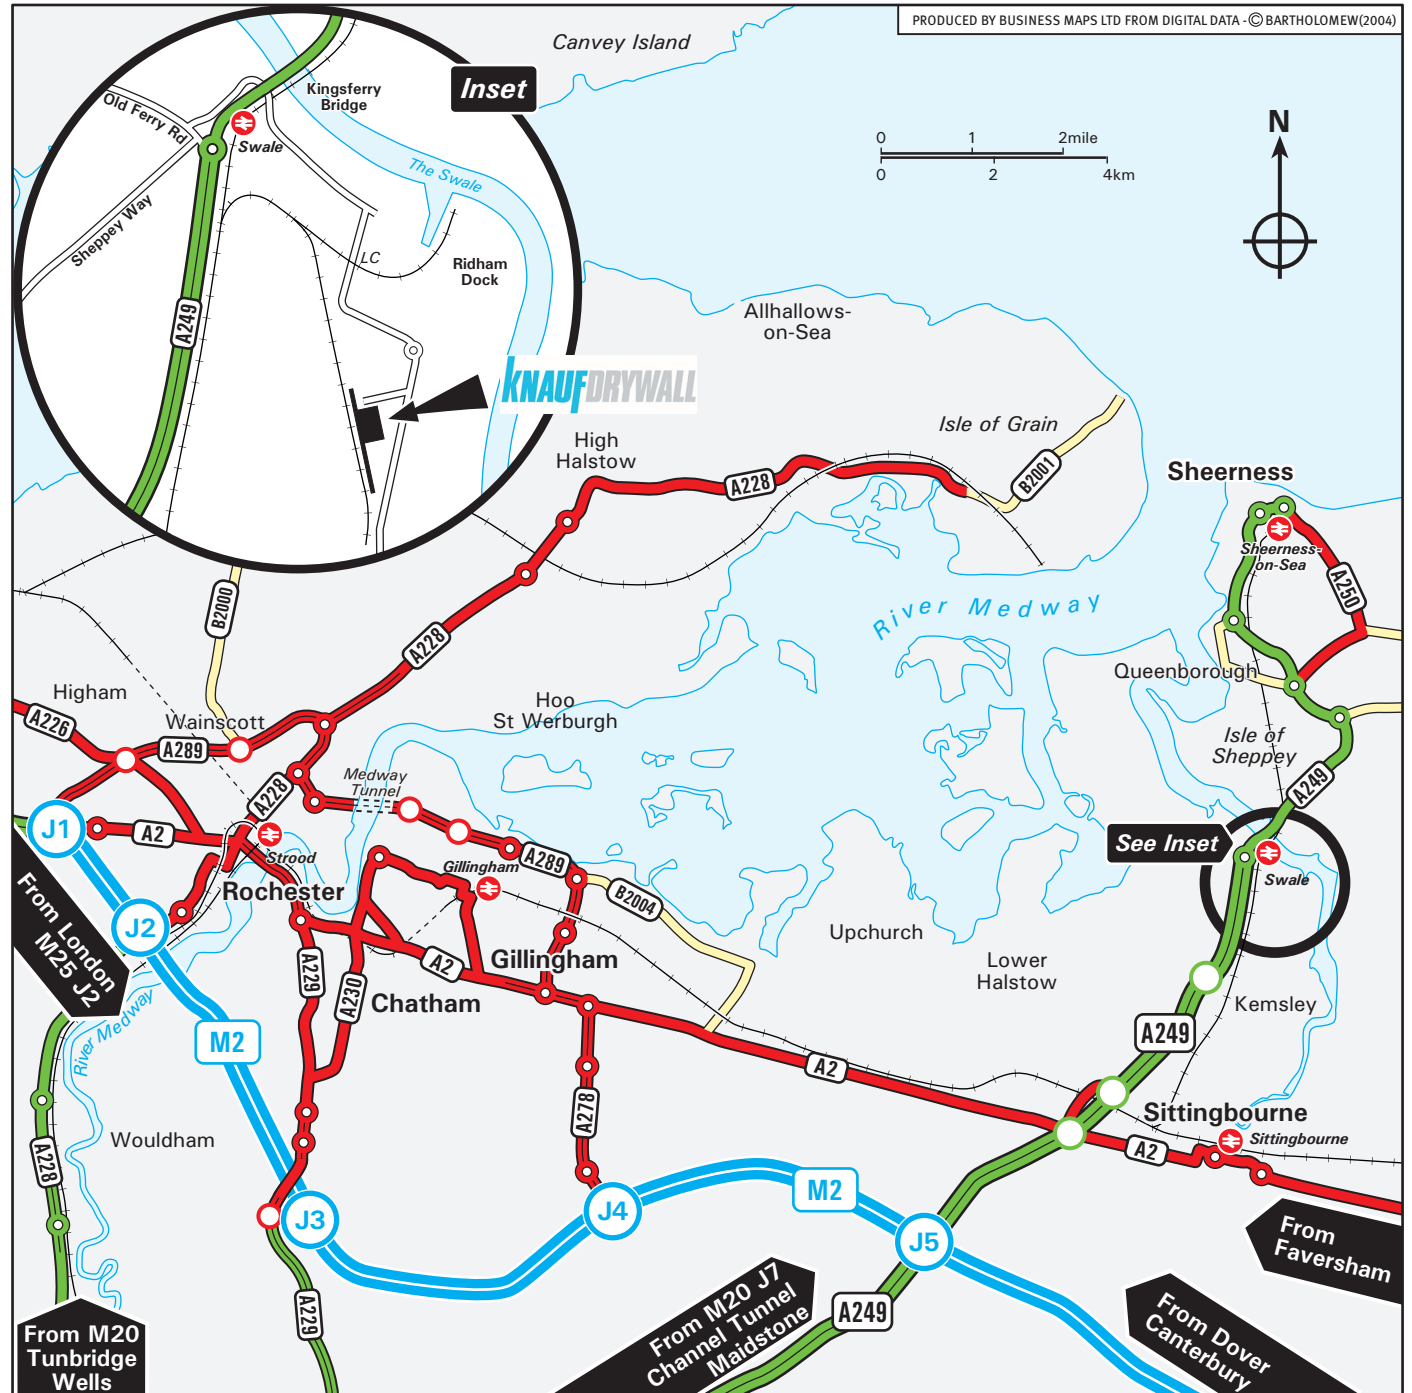 PRODUCED BY BUSINESS MAPS LTD FROM DIGITAL DATA - © BARTHOLOMEW(2004)
Canvey Island
Inset
Kingsferry
Bridge
Old Ferry Rd
Swale
The Swale
Sheppey Way
LC
Ridham
Dock
A249
KNAUFDRYWALL
0 1 2mile
0 2 4km
N
Allhallows-
on-Sea
Isle of Grain
High
Halstow
A228
B2001
Sheerness
Sheerness-
on-Sea
A250
B2000
A228
River Medway
Queenborough
Higham
Hoo
St Werburgh
Wainscott
A226
A289
Isle of
Sheppey
A249
Medway
Tunnel
A228
J1
A2
Strood
Gillingham
A289
See Inset
Swale
Rochester
B2004
From London
M25 J2
J2
Upchurch
Gillingham
A2
Lower
Halstow
A229
A230
Chatham
Kemsley
River Medway
M2
A249
A2
A278
Sittingbourne
Sittingbourne
A2
Wouldham
A228
M2
J3
J4
J5
From
Faversham
From M20 J7
Channel Tunnel
Maidstone
A249
A229
From Dover
Canterbury
From M20
Tunbridge
Wells